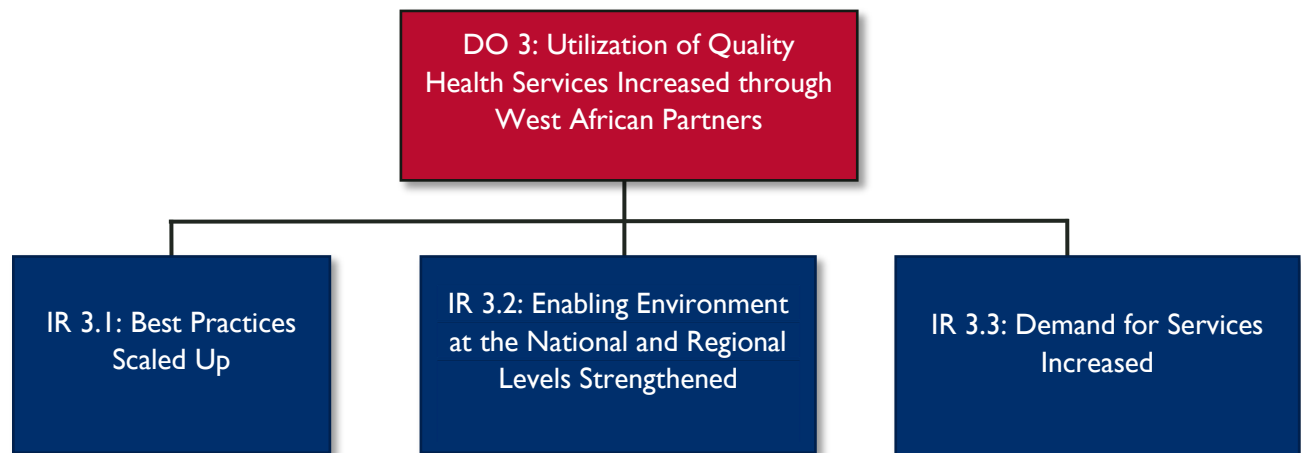 DO 3: Utilization of Quality
Health Services Increased through
West African Partners
IR 3.1: Best Practices
Scaled Up
IR 3.2: Enabling Environment
at the National and Regional
Levels Strengthened
IR 3.3: Demand for Services
Increased